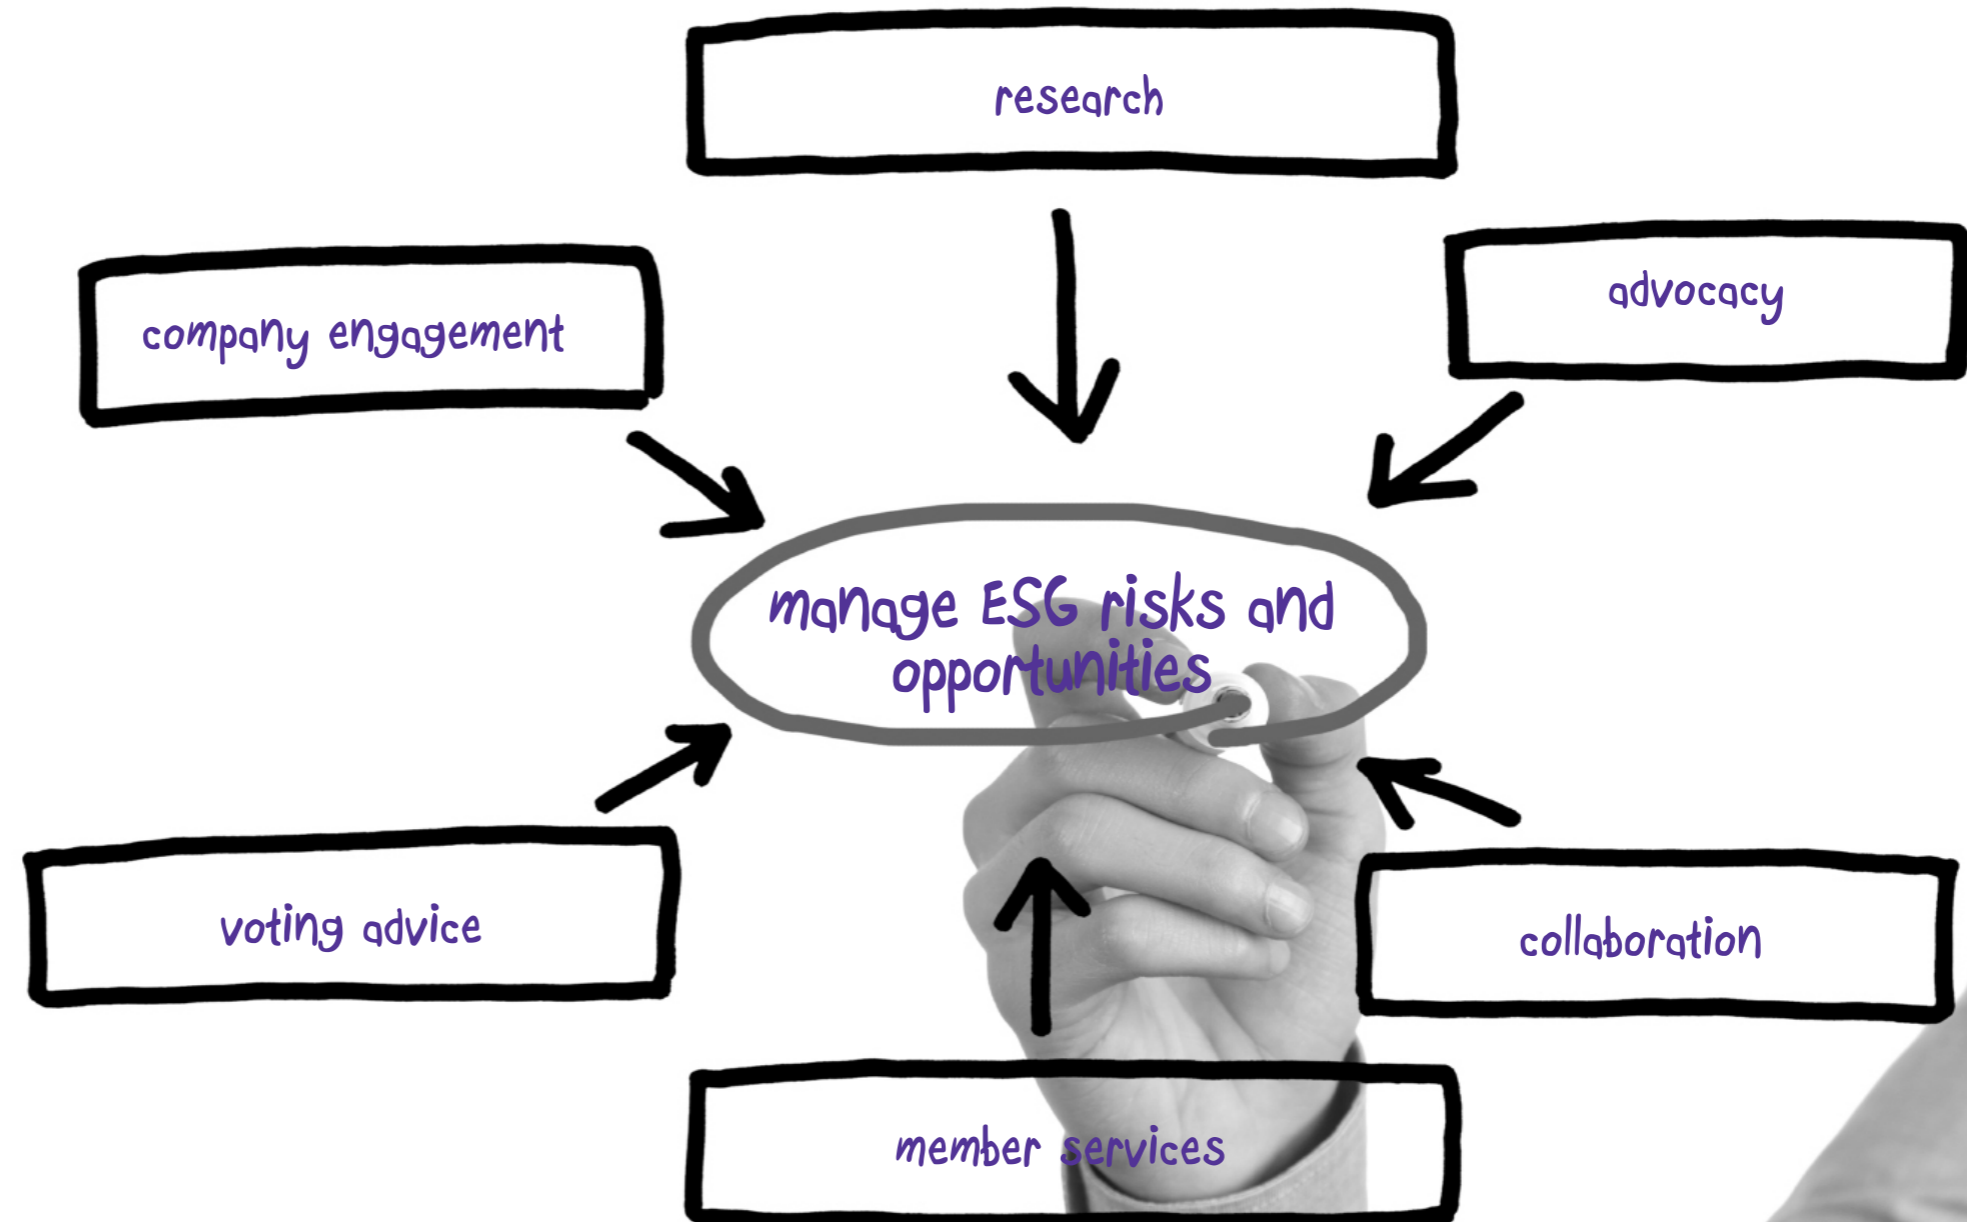 research
advocacy
company engagement
manage ESG risks and
opportunities
voting advice
collaboration
member services